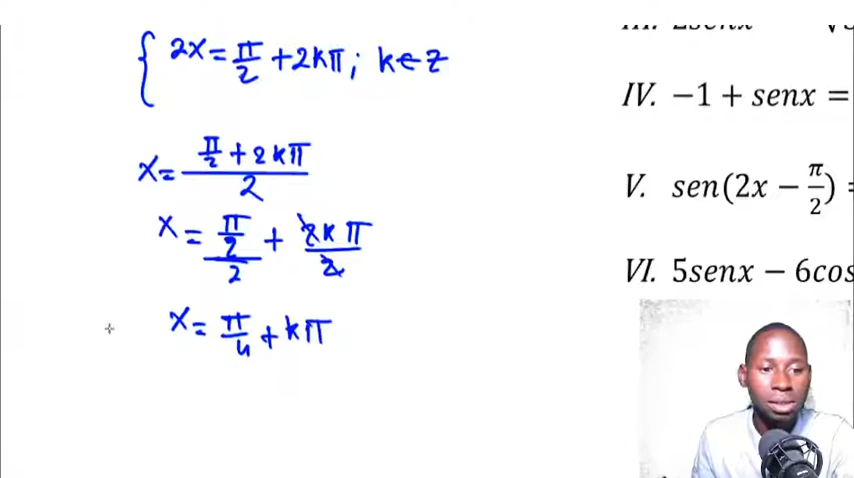 2x = π/2 + 2kπ; k ∈ Z
x = (π/2 + 2kπ)/2
x = (π/2)/2 + 2kπ/2
x = π/4 + kπ
IV. −1 + senx =
V. sen(2x − π/2) =
VI. 5senx − 6cos